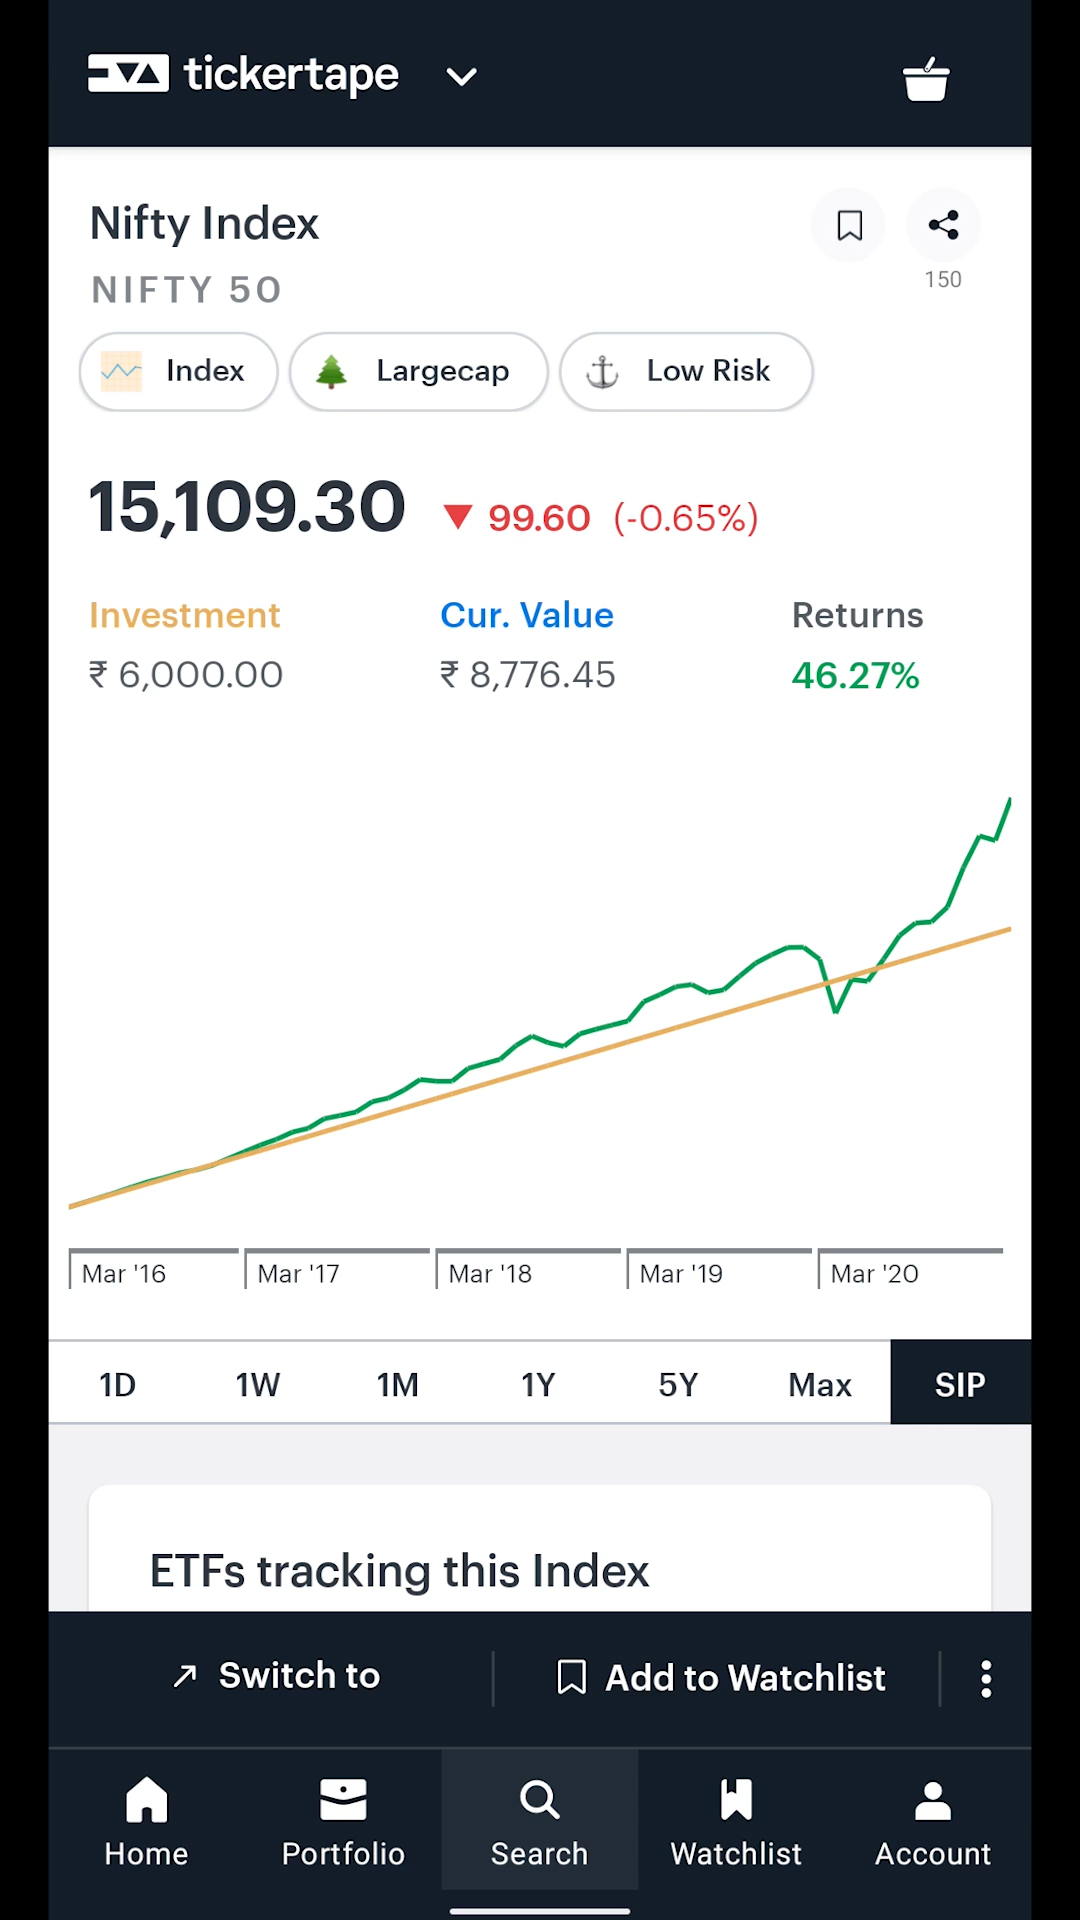 tickertape
Nifty Index
NIFTY 50
150
Index
Largecap
Low Risk
15,109.30 ▼ 99.60 (-0.65%)
Investment Cur. Value Returns
₹ 6,000.00 ₹ 8,776.45 46.27%
Mar '16 Mar '17 Mar '18 Mar '19 Mar '20
1D 1W 1M 1Y 5Y Max SIP
ETFs tracking this Index
Switch to Add to Watchlist
Home Portfolio Search Watchlist Account